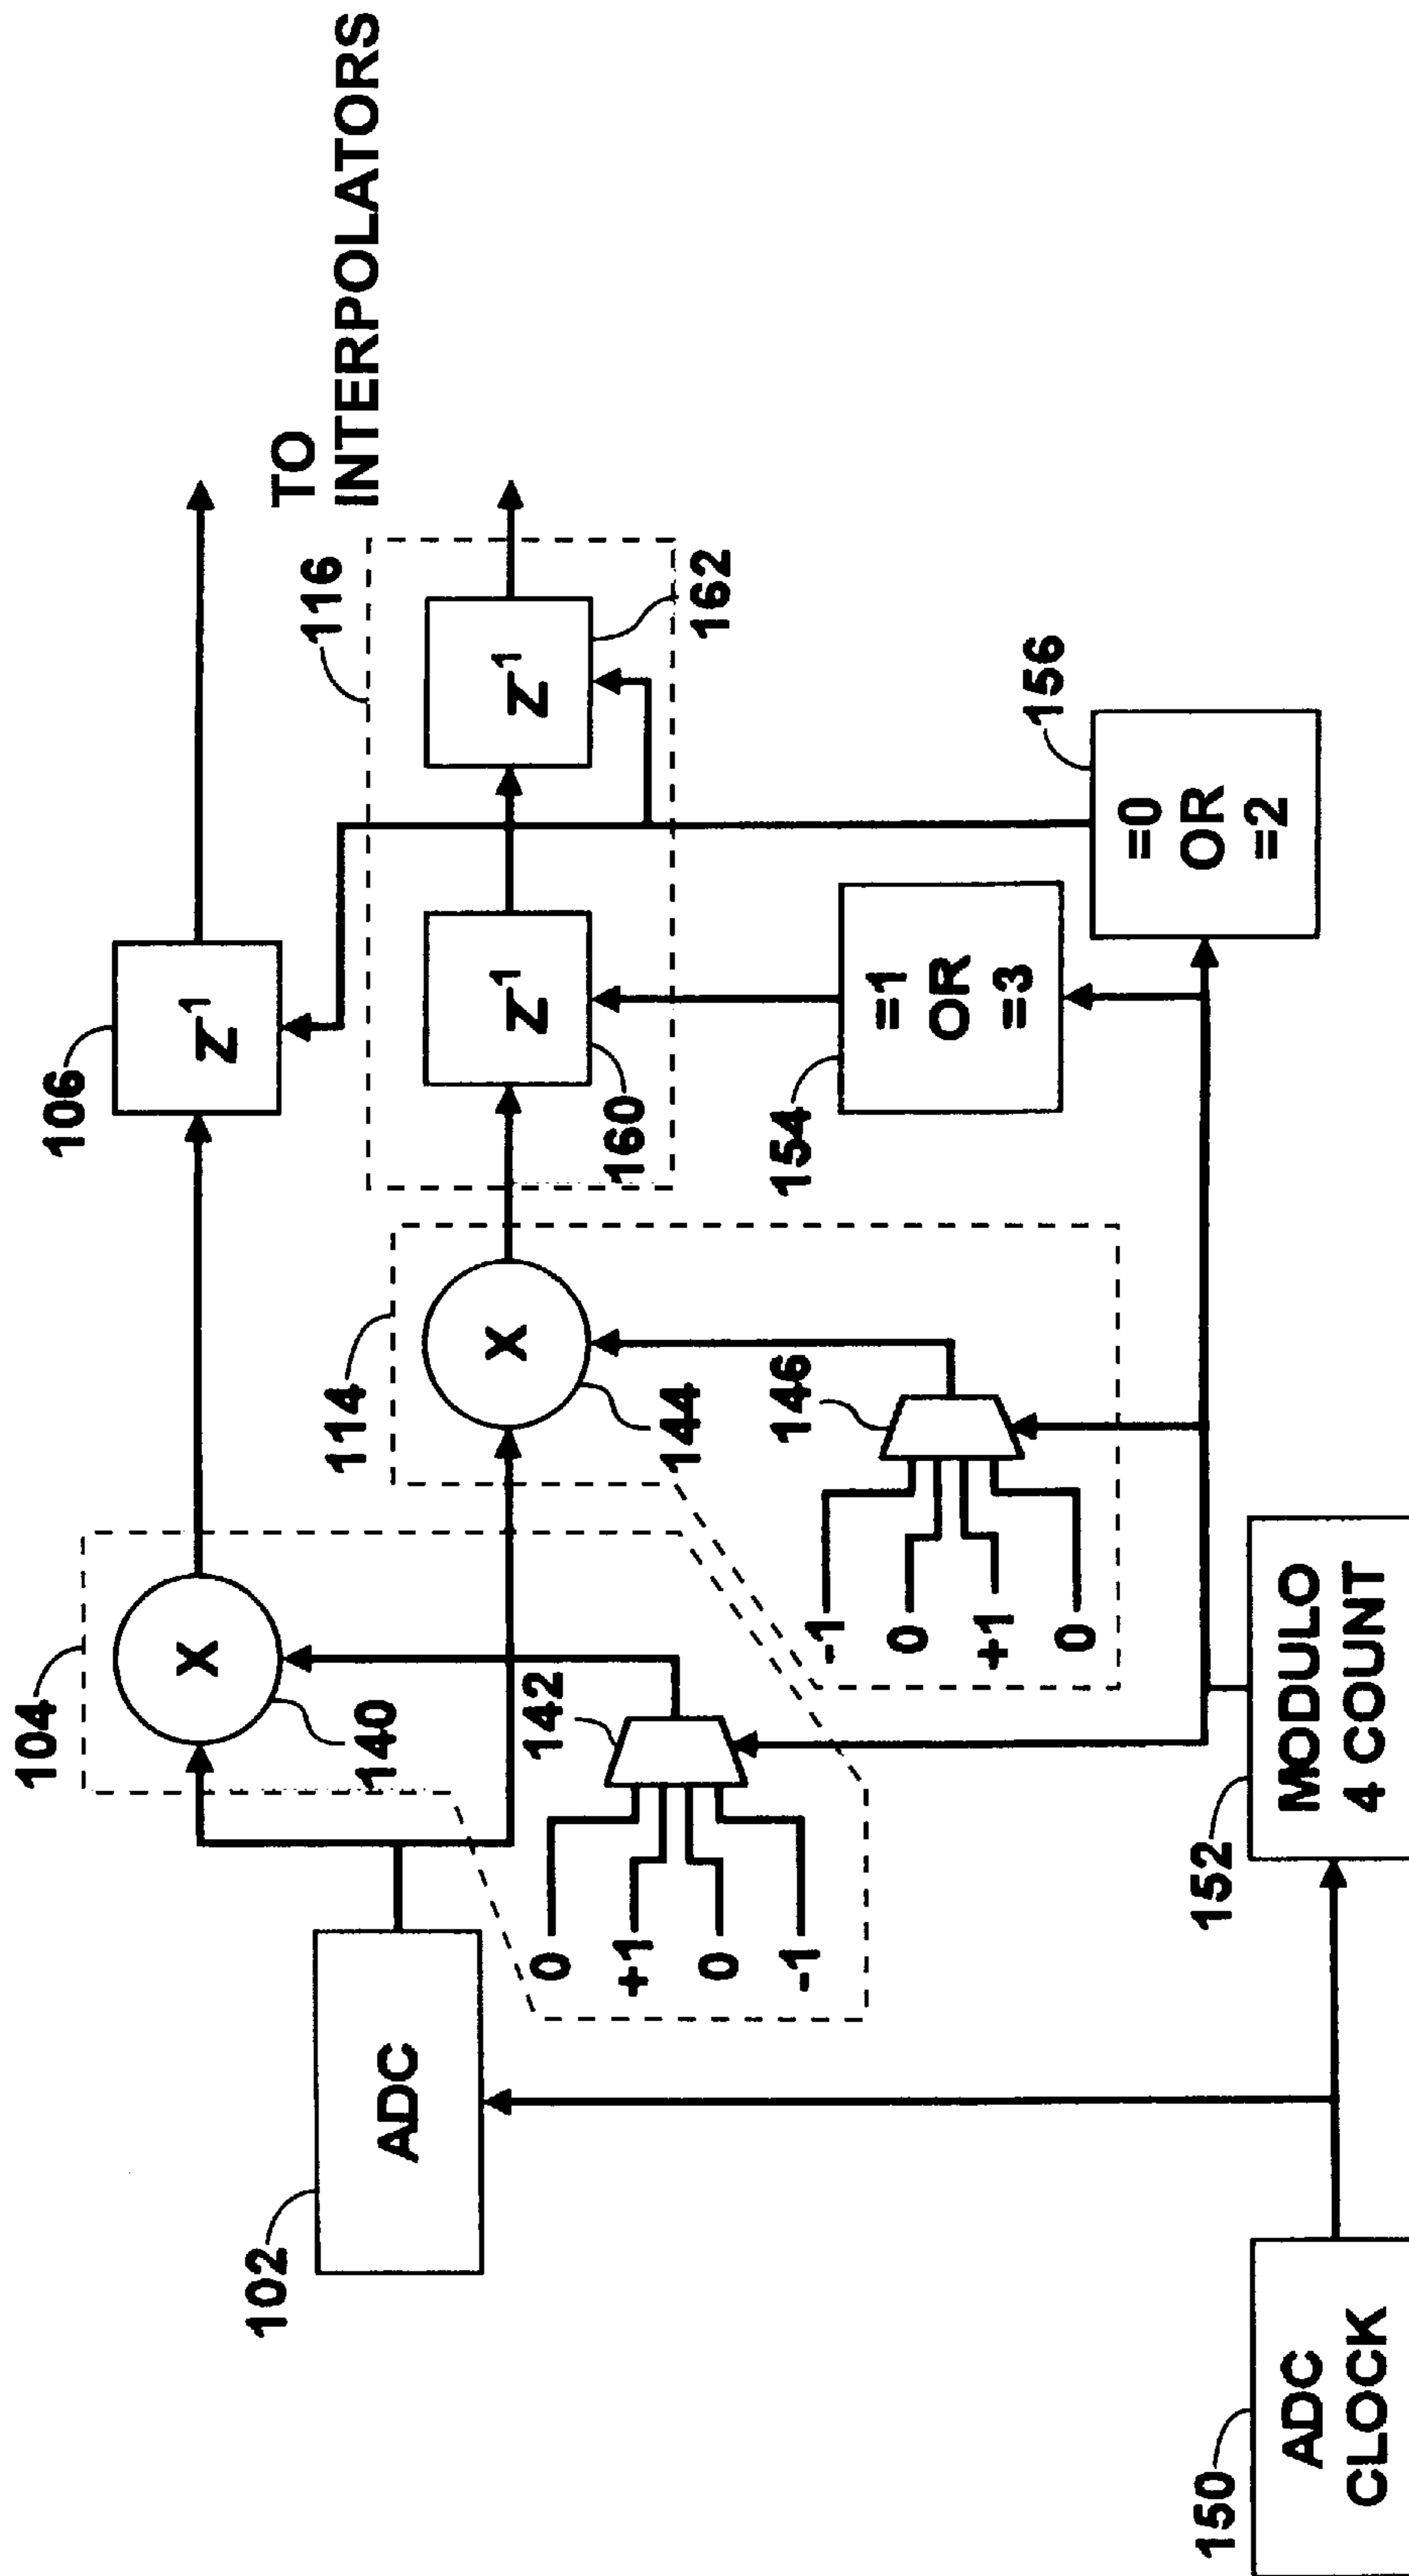 104
X
140
106
z-1
TO
INTERPOLATORS
102
ADC
142
0
+1
0
-1
114
X
144
146
-1
0
+1
0
116
z-1
160
z-1
162
154
=1
OR
=3
156
=0
OR
=2
150
ADC
CLOCK
152
MODULO
4 COUNT